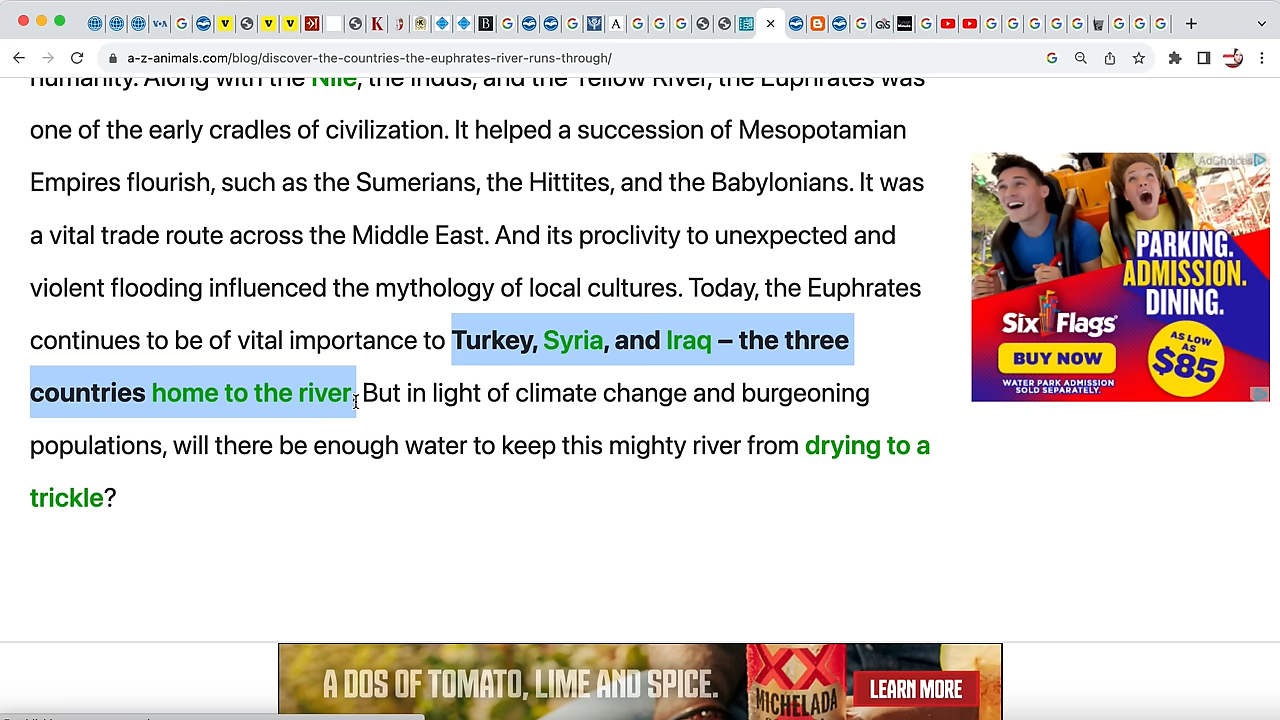 a-z-animals.com/blog/discover-the-countries-the-euphrates-river-runs-through/
humanity. Along with the Nile, the Indus, and the Yellow River, the Euphrates was
one of the early cradles of civilization. It helped a succession of Mesopotamian
Empires flourish, such as the Sumerians, the Hittites, and the Babylonians. It was
a vital trade route across the Middle East. And its proclivity to unexpected and
violent flooding influenced the mythology of local cultures. Today, the Euphrates
continues to be of vital importance to Turkey, Syria, and Iraq – the three
countries home to the river. But in light of climate change and burgeoning
populations, will there be enough water to keep this mighty river from drying to a
trickle?
AdChoices
PARKING.
ADMISSION.
DINING.
Six Flags
BUY NOW
WATER PARK ADMISSION
SOLD SEPARATELY.
AS LOW
AS
$85
A DOS OF TOMATO, LIME AND SPICE.
XX
MICHELADA
LEARN MORE